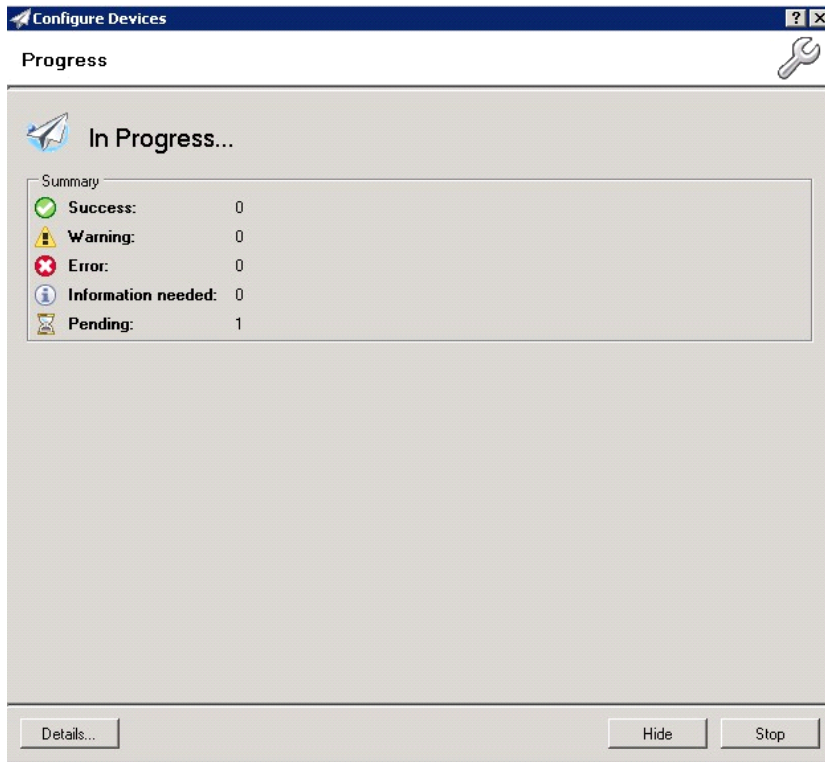 Configure Devices
Progress
In Progress...
Summary
Success: 0
Warning: 0
Error: 0
Information needed: 0
Pending: 1
Details... Hide Stop